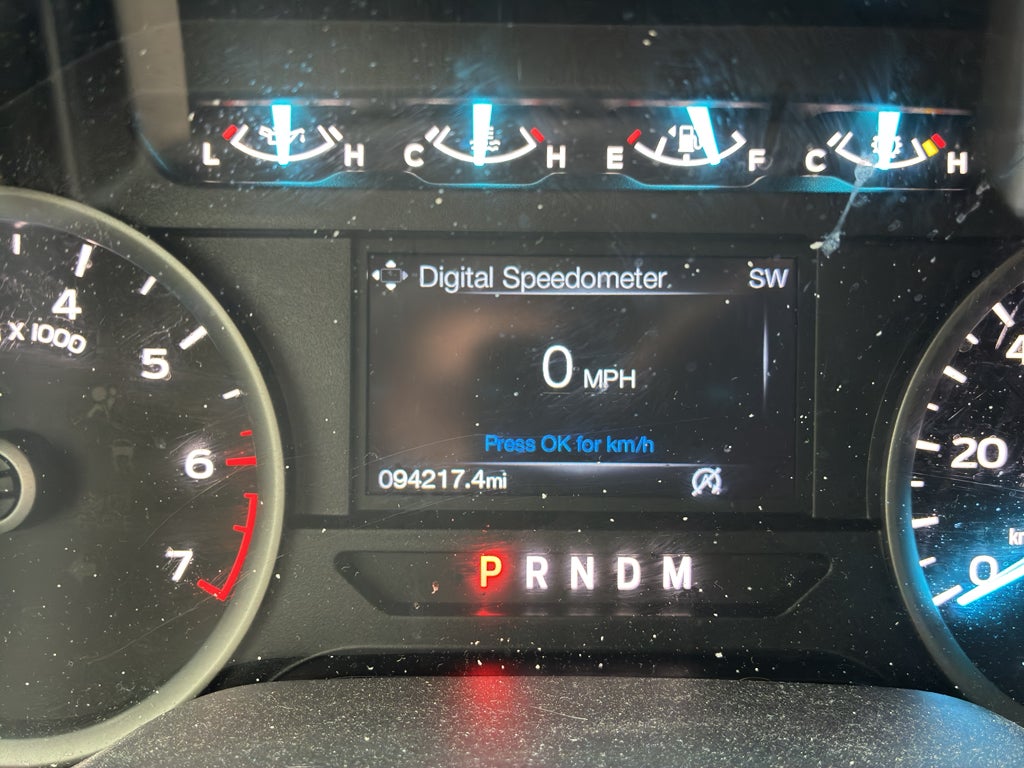 L H C H E F C H
Digital Speedometer SW
4
x 1000
5
0 MPH
Press OK for km/h
6
20
094217.4mi
7
P R N D M
0